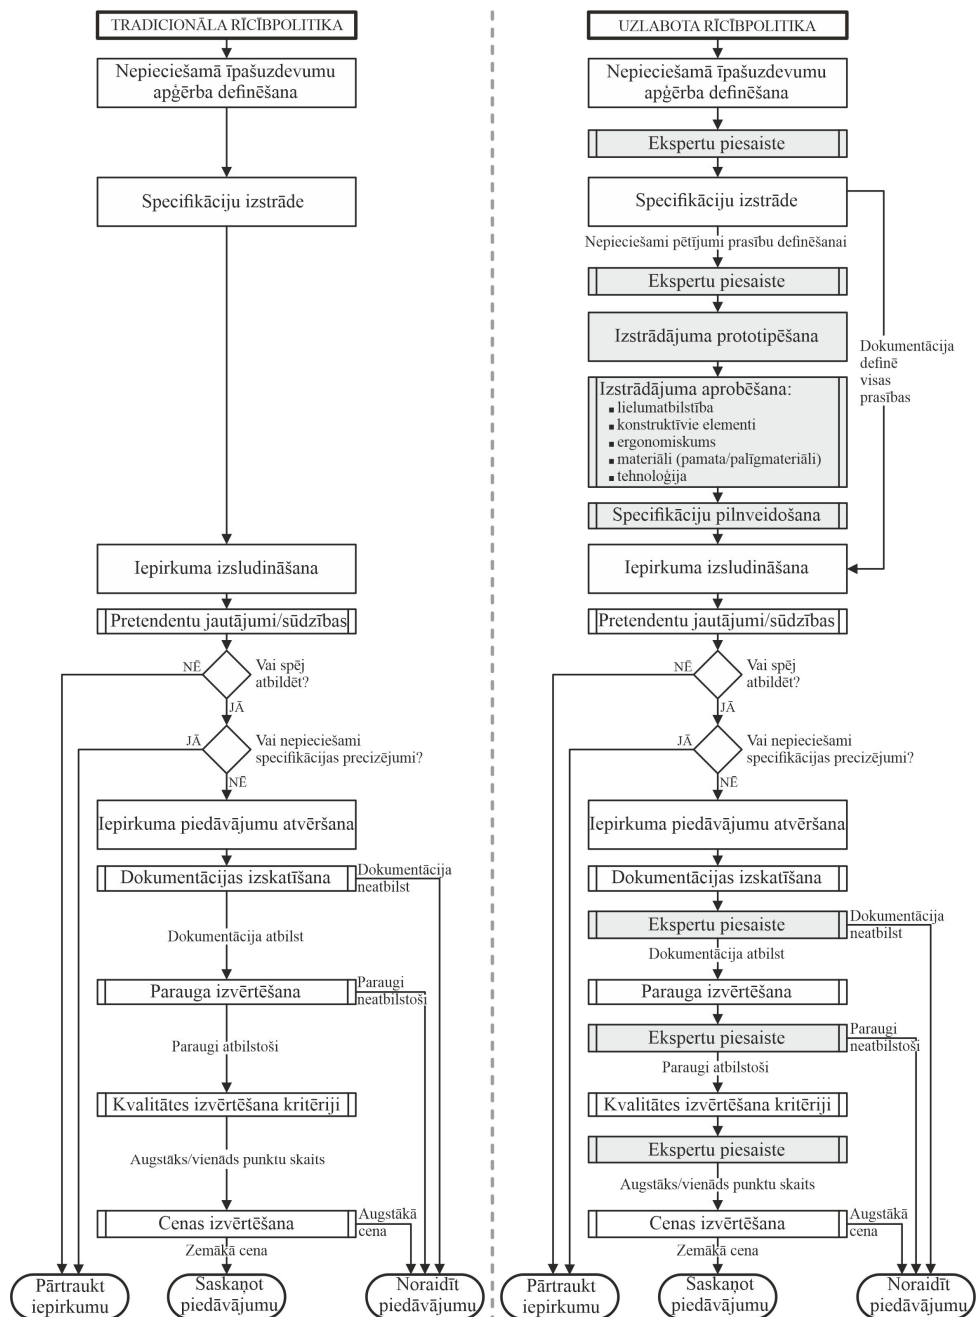 TRADICIONĀLA RĪCĪBPOLITIKA
Nepieciešamā īpašuzdevumu
apģērba definēšana
Specifikāciju izstrāde
Iepirkuma izsludināšana
Pretendentu jautājumi/sūdzības
NĒ
Vai spēj
atbildēt?
JĀ
JĀ
Vai nepieciešami
specifikācijas precizējumi?
NĒ
Iepirkuma piedāvājumu atvēršana
Dokumentācijas izskatīšana
Dokumentācija
neatbilst
Dokumentācija atbilst
Parauga izvērtēšana
Paraugi
neatbilstoši
Paraugi atbilstoši
Kvalitātes izvērtēšana kritēriji
Augstāks/vienāds punktu skaits
Cenas izvērtēšana
Augstākā
cena
Zemākā cena
Pārtraukt
iepirkumu
Saskaņot
piedāvājumu
Noraidīt
piedāvājumu
UZLABOTA RĪCĪBPOLITIKA
Nepieciešamā īpašuzdevumu
apģērba definēšana
Ekspertu piesaiste
Specifikāciju izstrāde
Nepieciešami pētījumi prasību definēšanai
Ekspertu piesaiste
Izstrādājuma prototipēšana
Dokumentācija
definē
visas
prasības
Izstrādājuma aprobēšana:
▪ lielumatbilstība
▪ konstruktīvie elementi
▪ ergonomiskums
▪ materiāli (pamata/palīgmateriāli)
▪ tehnoloģija
Specifikāciju pilnveidošana
Iepirkuma izsludināšana
Pretendentu jautājumi/sūdzības
NĒ
Vai spēj
atbildēt?
JĀ
JĀ
Vai nepieciešami
specifikācijas precizējumi?
NĒ
Iepirkuma piedāvājumu atvēršana
Dokumentācijas izskatīšana
Ekspertu piesaiste
Dokumentācija
neatbilst
Dokumentācija atbilst
Parauga izvērtēšana
Ekspertu piesaiste
Paraugi
neatbilstoši
Paraugi atbilstoši
Kvalitātes izvērtēšana kritēriji
Ekspertu piesaiste
Augstāks/vienāds punktu skaits
Cenas izvērtēšana
Augstākā
cena
Zemākā cena
Pārtraukt
iepirkumu
Saskaņot
piedāvājumu
Noraidīt
piedāvājumu